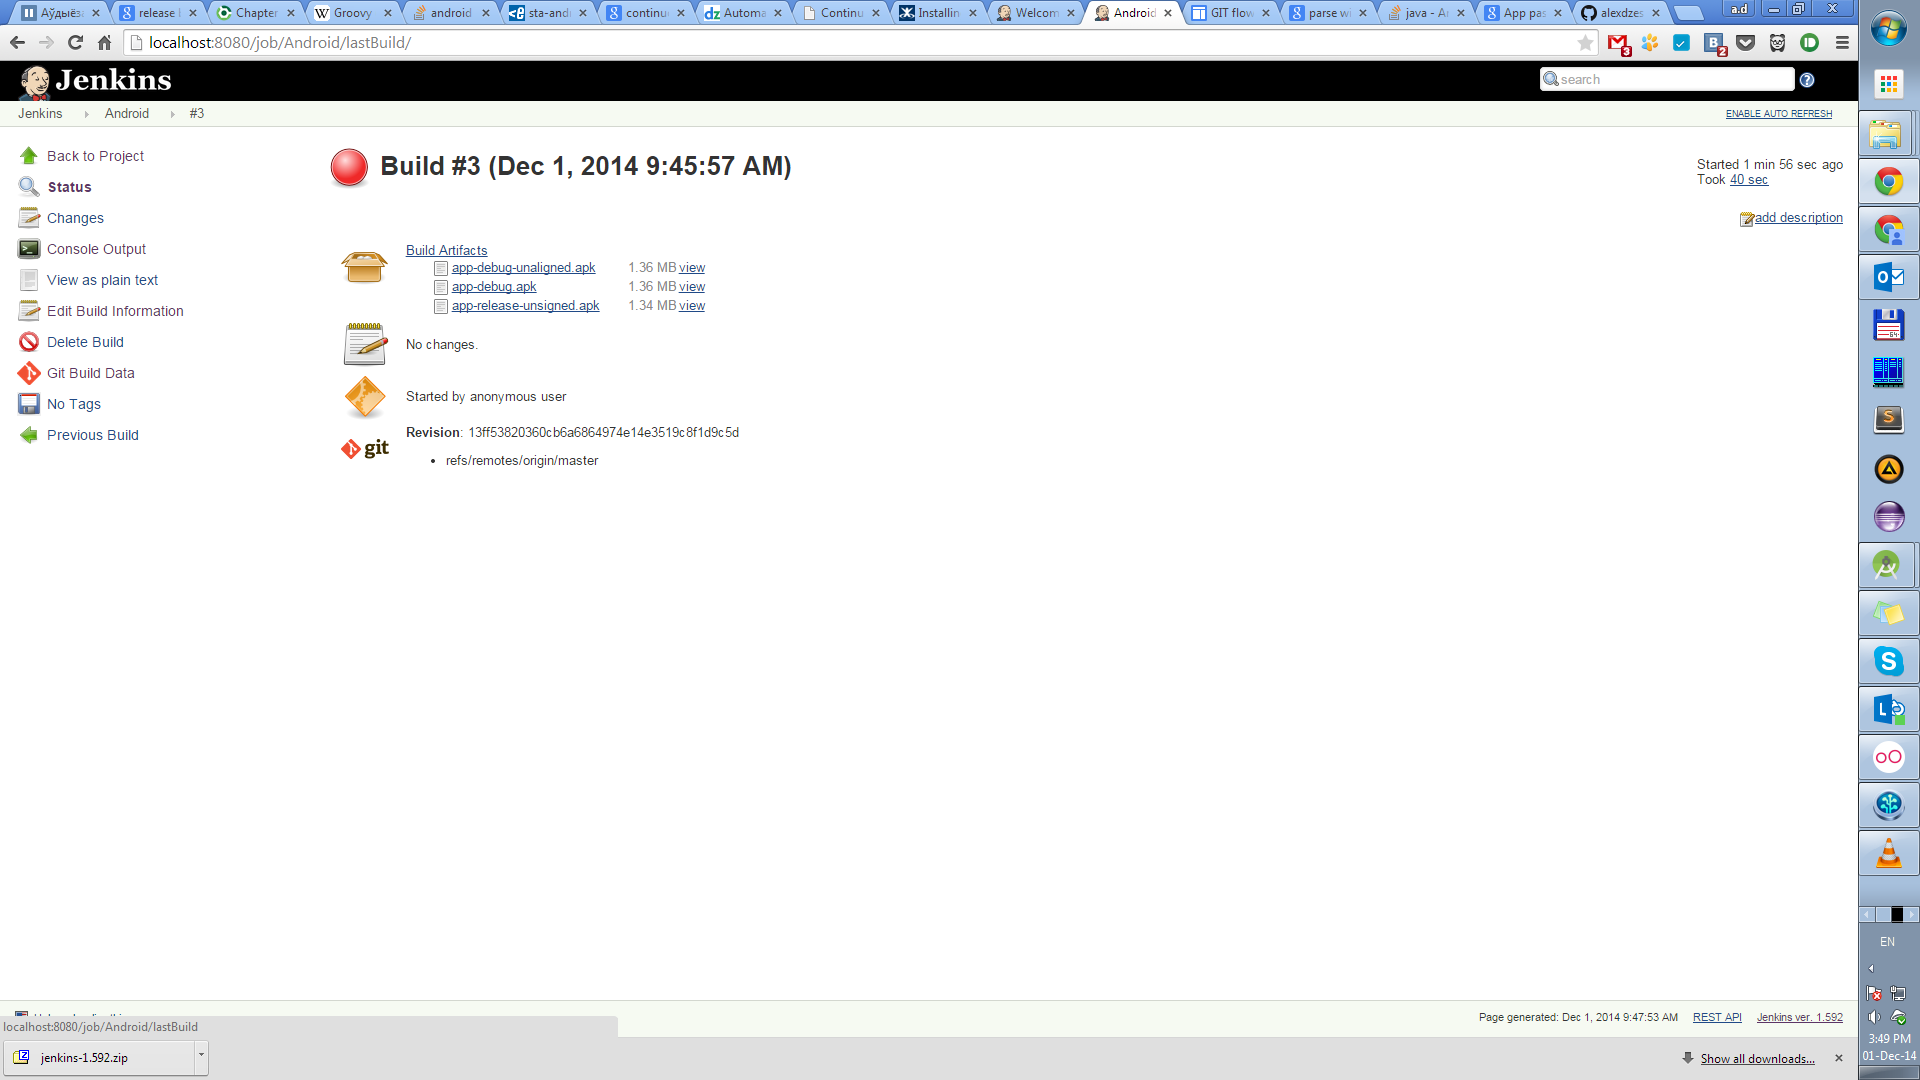 Аўдыёз
release
Chapter
Groovy
android
sta-and
continu
Automa
Continu
Installin
Welcom
Android
GIT flow
parse wi
java - A
App pas
alexdzes
a.d
localhost:8080/job/Android/lastBuild/
3
2
Jenkins
search
Jenkins
Android
#3
ENABLE AUTO REFRESH
Back to Project
Status
Changes
Console Output
View as plain text
Edit Build Information
Delete Build
Git Build Data
No Tags
Previous Build
Build #3 (Dec 1, 2014 9:45:57 AM)
Started 1 min 56 sec ago
Took 40 sec
add description
Build Artifacts
app-debug-unaligned.apk 1.36 MB view
app-debug.apk 1.36 MB view
app-release-unsigned.apk 1.34 MB view
No changes.
Started by anonymous user
git
Revision: 13ff53820360cb6a6864974e14e3519c8f1d9c5d
refs/remotes/origin/master
Page generated: Dec 1, 2014 9:47:53 AM
REST API
Jenkins ver. 1.592
localhost:8080/job/Android/lastBuild
jenkins-1.592.zip
Show all downloads...
EN
3:49 PM
01-Dec-14